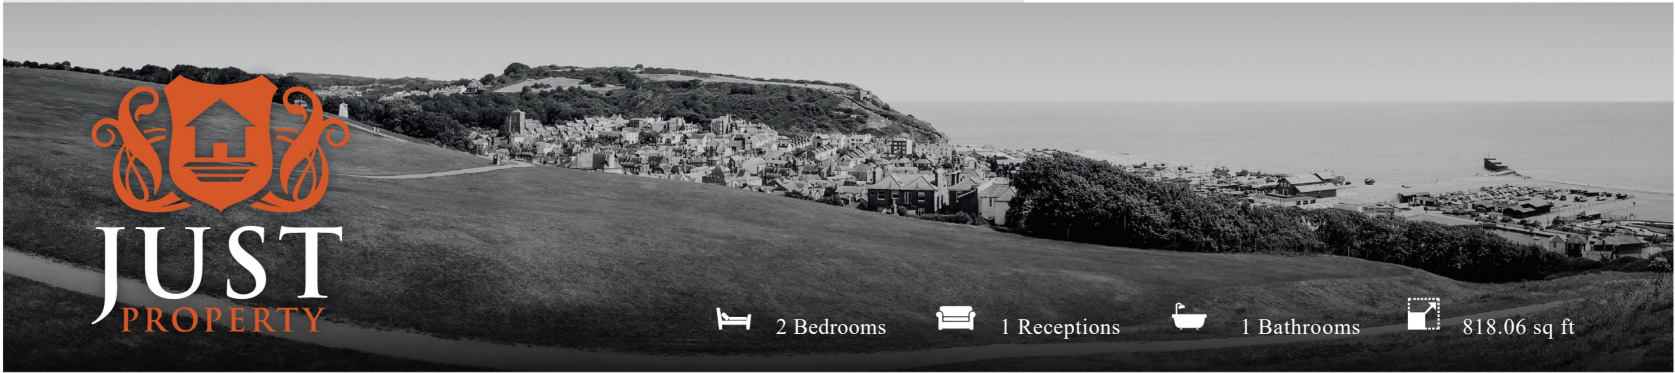 JUST
PROPERTY
2 Bedrooms
1 Receptions
1 Bathrooms
818.06 sq ft